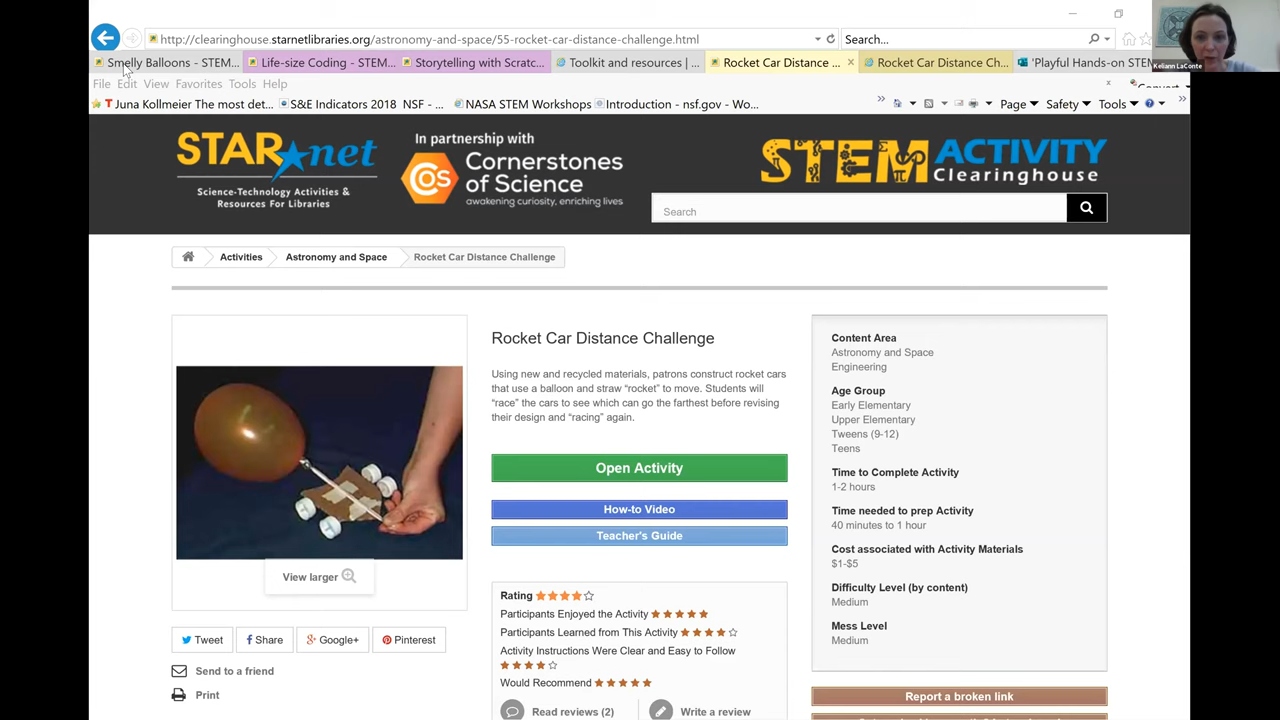 http://clearinghouse.starnetlibraries.org/astronomy-and-space/55-rocket-car-distance-challenge.html
Search...
Smelly Balloons - STEM...
Life-size Coding - STEM...
Storytelling with Scratc...
Toolkit and resources | ...
Rocket Car Distance ...
Rocket Car Distance Ch...
'Playful Hands-on STEM
Keliann LaConte
File Edit View Favorites Tools Help
Juna Kollmeier The most det...
S&E Indicators 2018 NSF - ...
NASA STEM Workshops
Introduction - nsf.gov - Wo...
Page
Safety
Tools
STAR net
Science-Technology Activities &
Resources For Libraries
In partnership with
COS
Cornerstones
of Science
awakening curiosity, enriching lives
STEM ACTIVITY
Clearinghouse
Search
Activities
Astronomy and Space
Rocket Car Distance Challenge
Rocket Car Distance Challenge
Using new and recycled materials, patrons construct rocket cars
that use a balloon and straw “rocket” to move. Students will
“race” the cars to see which can go the farthest before revising
their design and “racing” again.
Open Activity
How-to Video
Teacher's Guide
View larger
Tweet
Share
Google+
Pinterest
Send to a friend
Print
Rating
Participants Enjoyed the Activity
Participants Learned from This Activity
Activity Instructions Were Clear and Easy to Follow
Would Recommend
Read reviews (2)
Write a review
Content Area
Astronomy and Space
Engineering
Age Group
Early Elementary
Upper Elementary
Tweens (9-12)
Teens
Time to Complete Activity
1-2 hours
Time needed to prep Activity
40 minutes to 1 hour
Cost associated with Activity Materials
$1-$5
Difficulty Level (by content)
Medium
Mess Level
Medium
Report a broken link